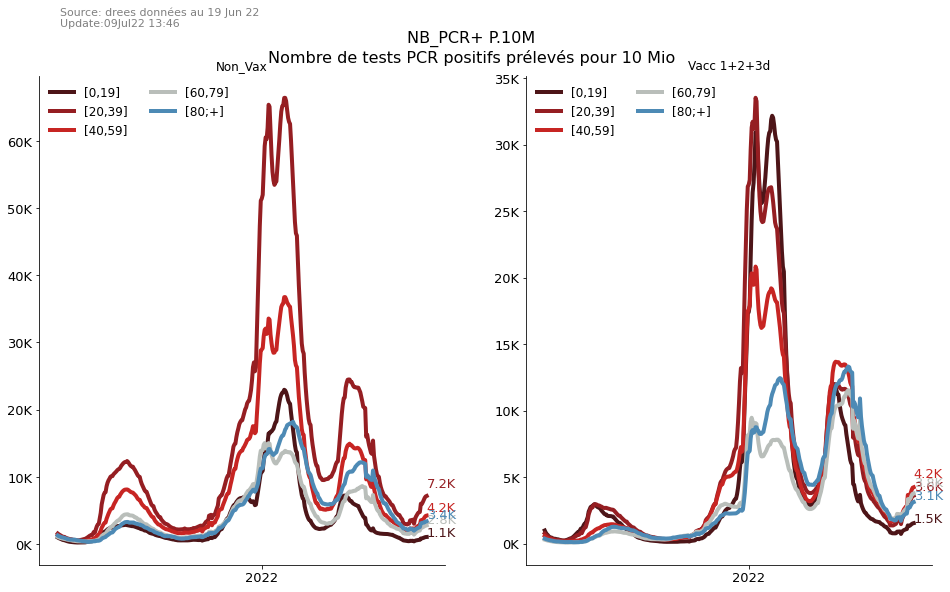 Source: drees données au 19 Jun 22
Update:09Jul22 13:46
NB_PCR+ P.10M
Nombre de tests PCR positifs prélevés pour 10 Mio
Non_Vax
[0,19]
[20,39]
[40,59]
[60,79]
[80;+]
60K
50K
40K
30K
20K
10K
0K
7.2K
4.2K
3.4K
2.8K
1.1K
2022
Vacc 1+2+3d
[0,19]
[20,39]
[40,59]
[60,79]
[80;+]
35K
30K
25K
20K
15K
10K
5K
0K
4.2K
3.6K
3.1K
1.5K
2022